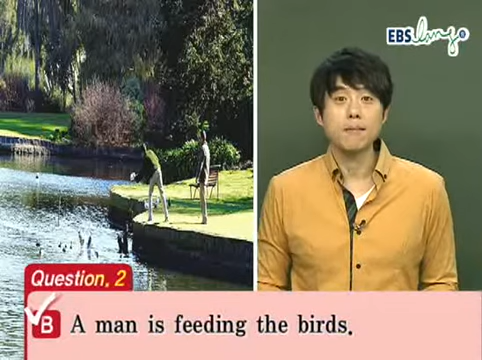 EBS lang
Question. 2
B A man is feeding the birds.